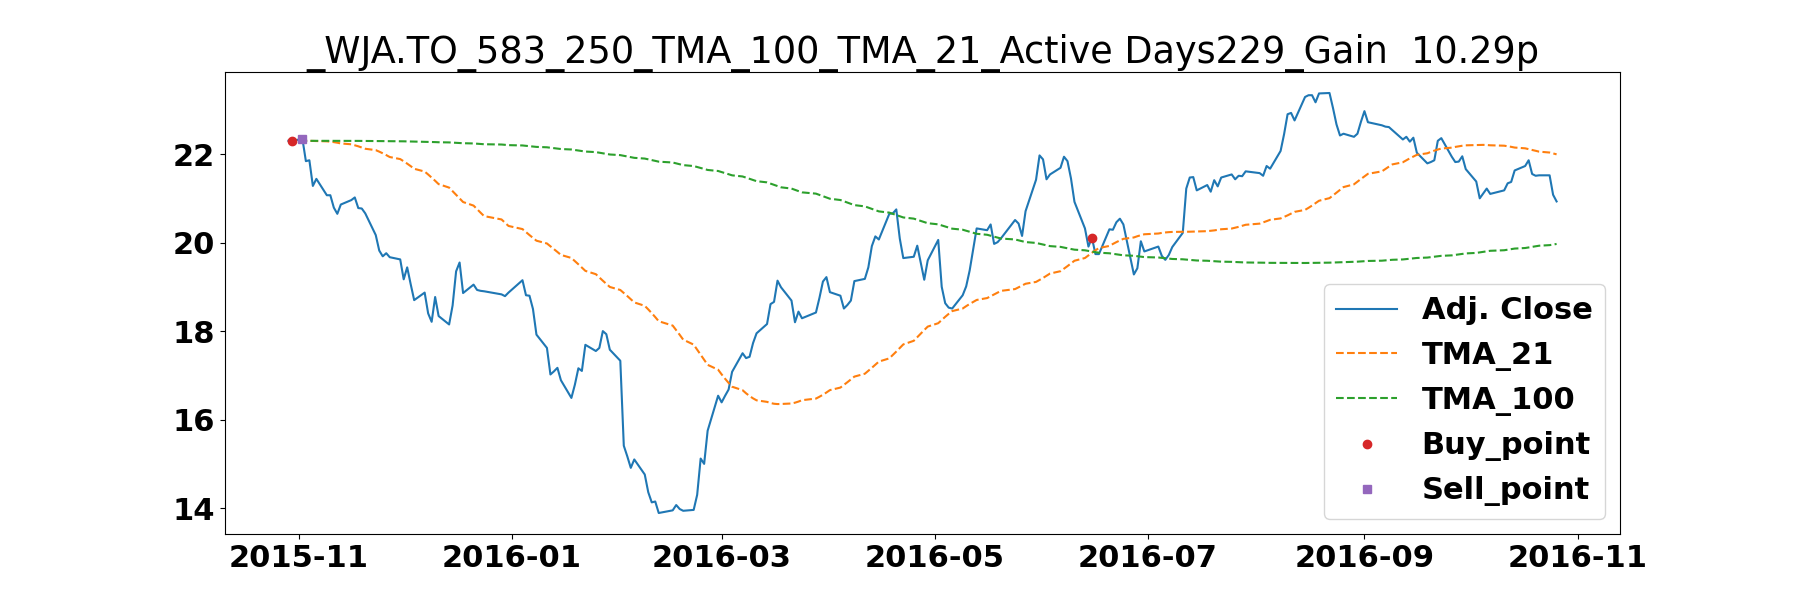 _WJA.TO_583_250_TMA_100_TMA_21_Active Days229_Gain  10.29p
22
20
18
16
14
Adj. Close
TMA_21
TMA_100
Buy_point
Sell_point
2015-11 2016-01 2016-03 2016-05 2016-07 2016-09 2016-11